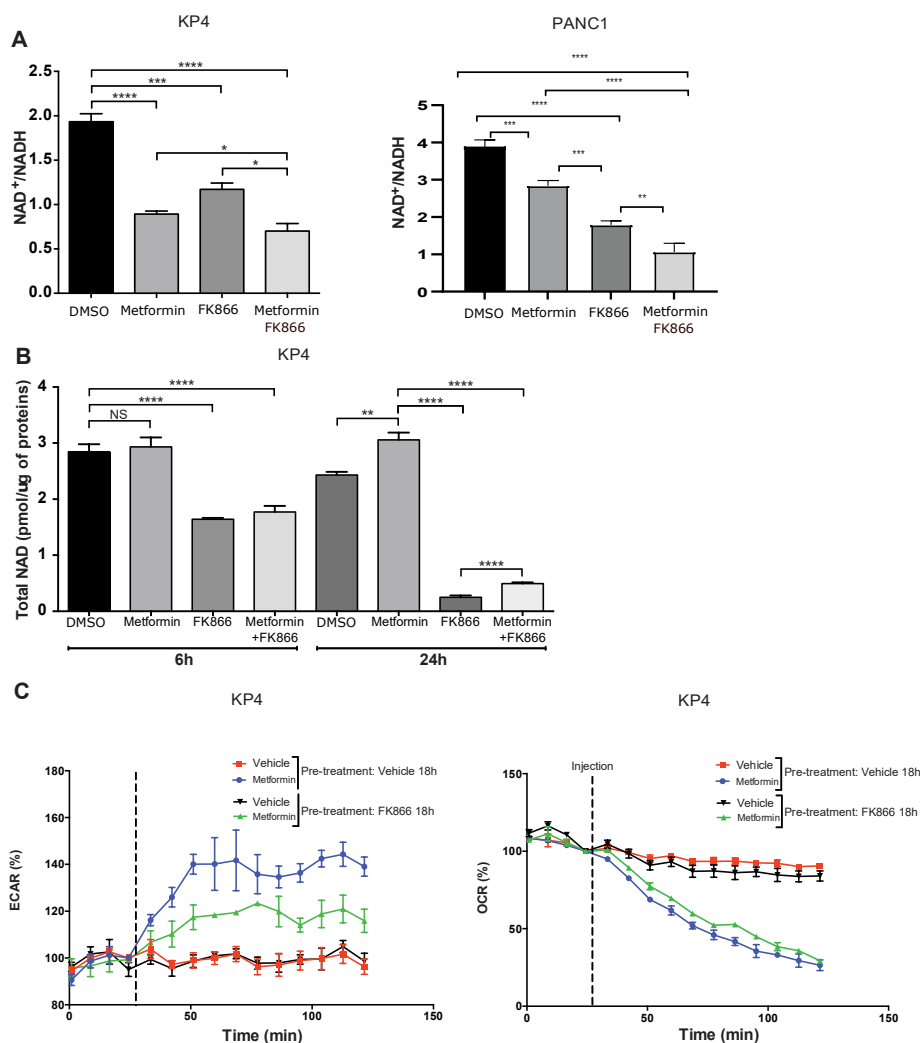 A
KP4
2.5
2.0
1.5
1.0
0.5
0.0
NAD+/NADH
****
***
****
*
*
DMSO
Metformin
FK866
Metformin
FK866
PANC1
5
4
3
2
1
0
NAD+/NADH
****
****
****
***
***
**
DMSO
Metformin
FK866
Metformin
FK866
B
KP4
4
3
2
1
0
Total NAD (pmol/ug of proteins)
****
****
NS
****
****
**
****
DMSO
Metformin
FK866
Metformin
+FK866
DMSO
Metformin
FK866
Metformin
+FK866
6h
24h
C
KP4
180
160
140
120
100
80
ECAR (%)
Vehicle
Metformin
Pre-treatment: Vehicle 18h
Vehicle
Metformin
Pre-treatment: FK866 18h
0
50
100
150
Time (min)
KP4
150
100
50
0
OCR (%)
Injection
Vehicle
Metformin
Pre-treatment: Vehicle 18h
Vehicle
Metformin
Pre-treatment: FK866 18h
0
50
100
150
Time (min)